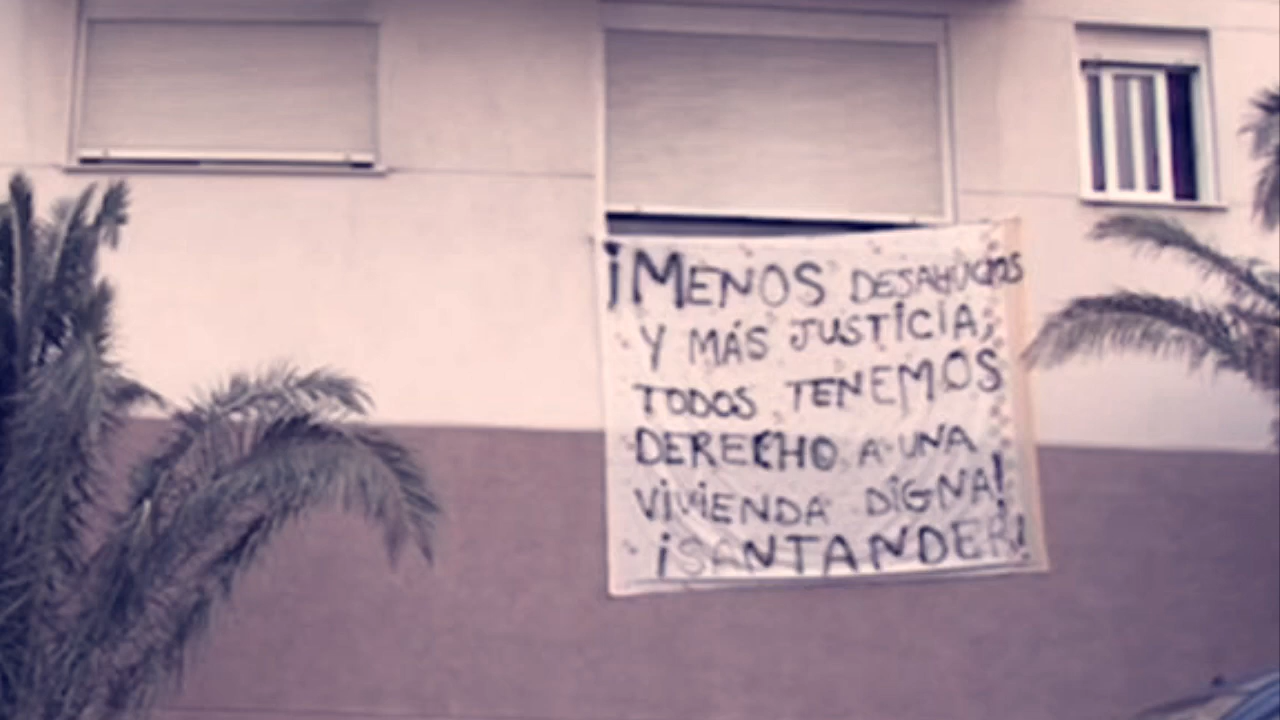 ¡MENOS DESAHUCIOS
Y MÁS JUSTICIA,
TODOS TENEMOS
DERECHO A UNA
VIVIENDA DIGNA!
¡SANTANDER!